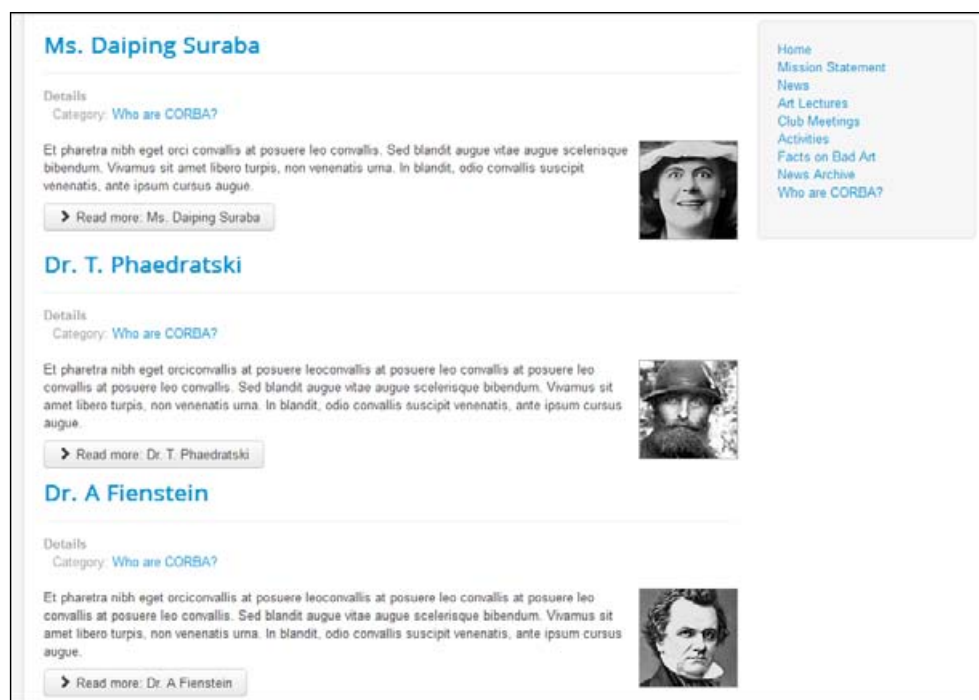 Ms. Daiping Suraba
Details
Category: Who are CORBA?
Et pharetra nibh eget orci convallis at posuere leo convallis. Sed blandit augue vitae augue scelerisque
bibendum. Vivamus sit amet libero turpis, non venenatis urna. In blandit, odio convallis suscipit
venenatis, ante ipsum cursus augue.
Read more: Ms. Daiping Suraba
Dr. T. Phaedratski
Details
Category: Who are CORBA?
Et pharetra nibh eget orciconvallis at posuere leoconvallis at posuere leo convallis at posuere leo
convallis at posuere leo convallis. Sed blandit augue vitae augue scelerisque bibendum. Vivamus sit
amet libero turpis, non venenatis urna. In blandit, odio convallis suscipit venenatis, ante ipsum cursus
augue.
Read more: Dr. T. Phaedratski
Dr. A Fienstein
Details
Category: Who are CORBA?
Et pharetra nibh eget orciconvallis at posuere leoconvallis at posuere leo convallis at posuere leo
convallis at posuere leo convallis. Sed blandit augue vitae augue scelerisque bibendum. Vivamus sit
amet libero turpis, non venenatis urna. In blandit, odio convallis suscipit venenatis, ante ipsum cursus
augue.
Read more: Dr. A Fienstein
Home
Mission Statement
News
Art Lectures
Club Meetings
Activities
Facts on Bad Art
News Archive
Who are CORBA?